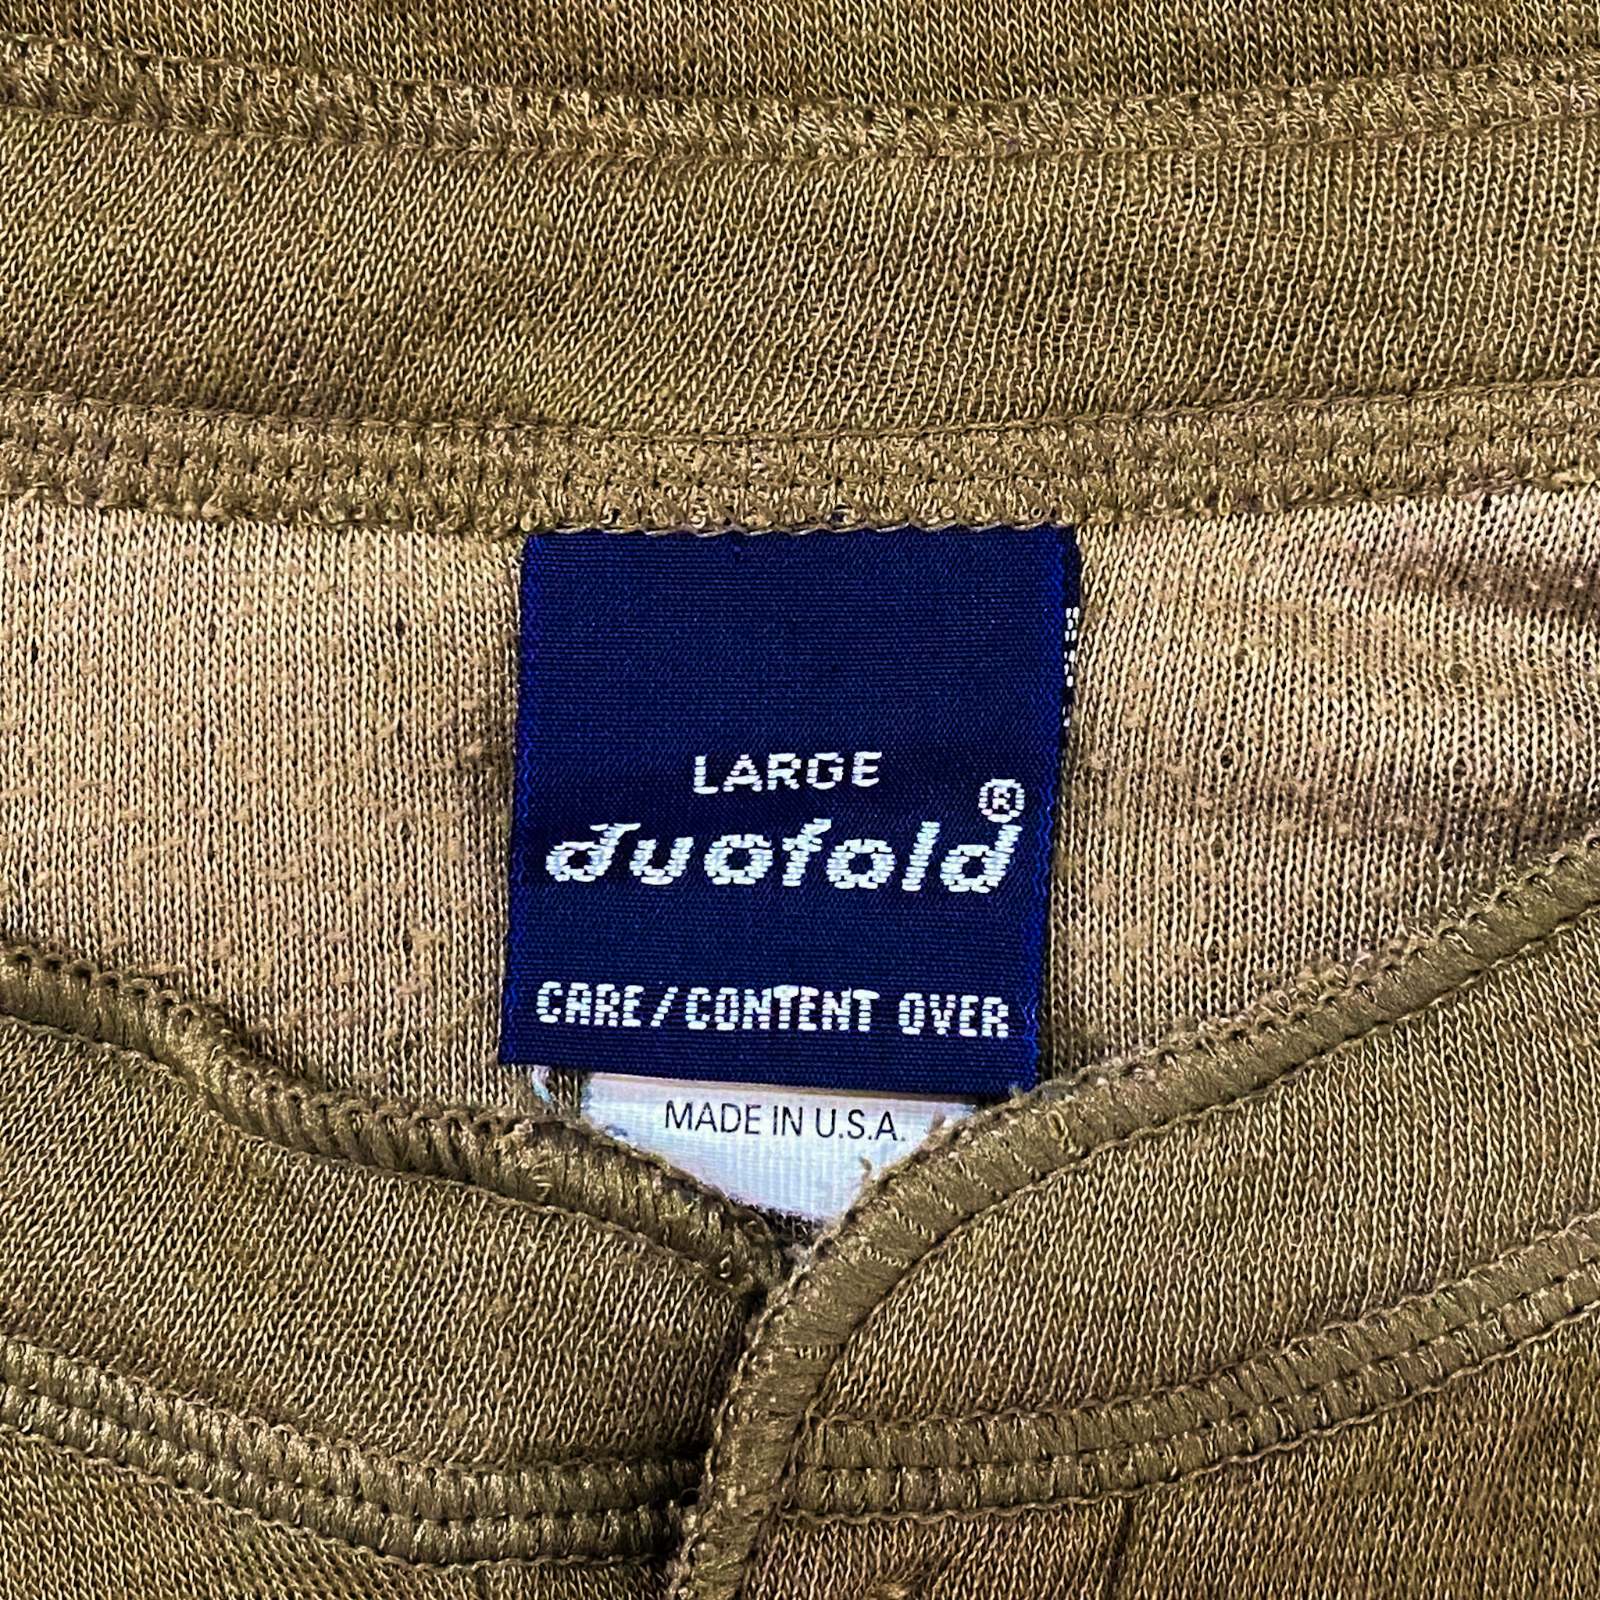 LARGE
duofold®
CARE/CONTENT OVER
MADE IN U.S.A.